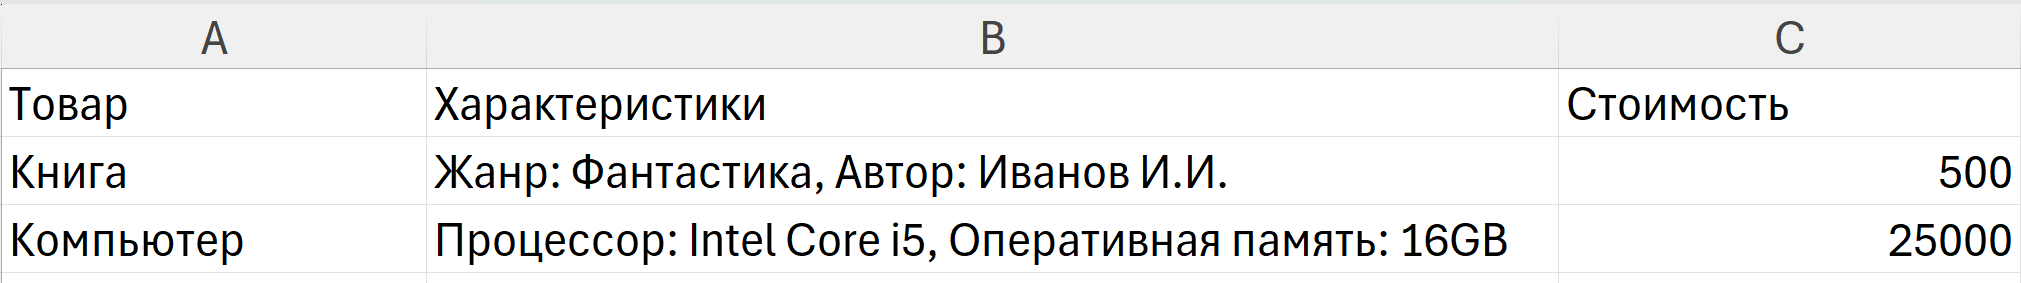 A B C
Товар Характеристики Стоимость
Книга Жанр: Фантастика, Автор: Иванов И.И. 500
Компьютер Процессор: Intel Core i5, Оперативная память: 16GB 25000